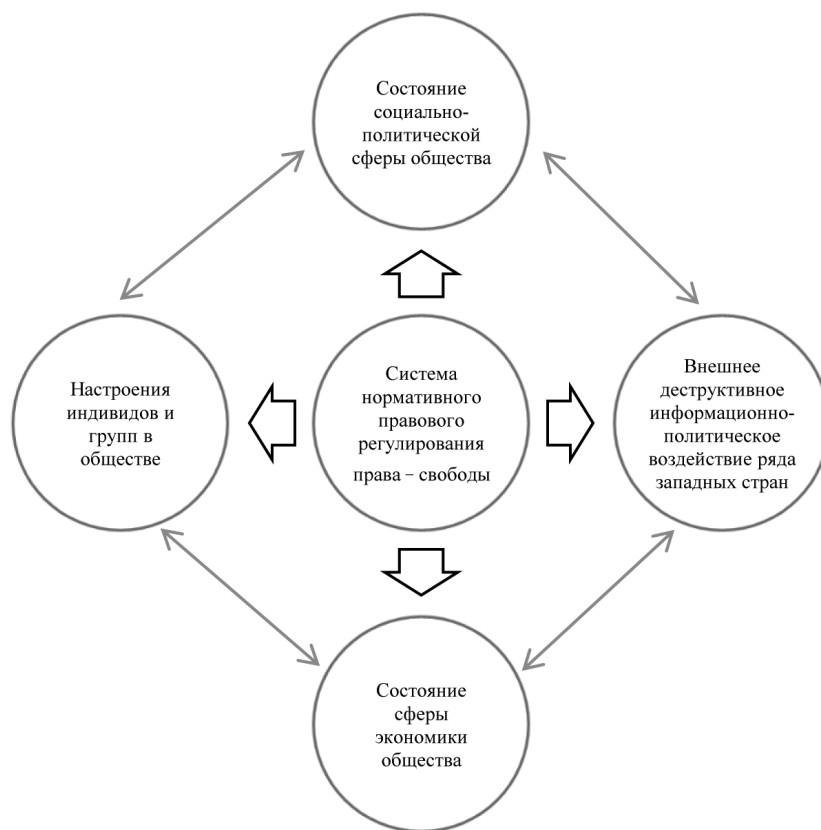 Состояние
социально-
политической
сферы общества
Настроения
индивидов и
групп в
обществе
Система
нормативного
правового
регулирования
права – свободы
Внешнее
деструктивное
информационно-
политическое
воздействие ряда
западных стран
Состояние
сферы
экономики
общества